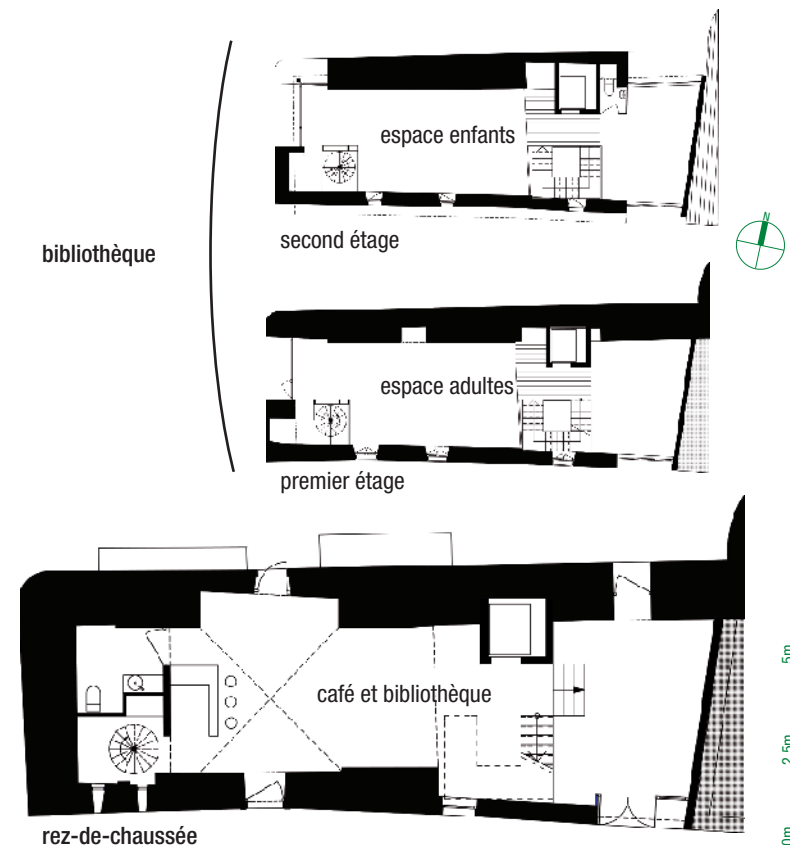 espace enfants
second étage
N
bibliothèque
espace adultes
premier étage
café et bibliothèque
5m
2,5m
0m
rez-de-chaussée